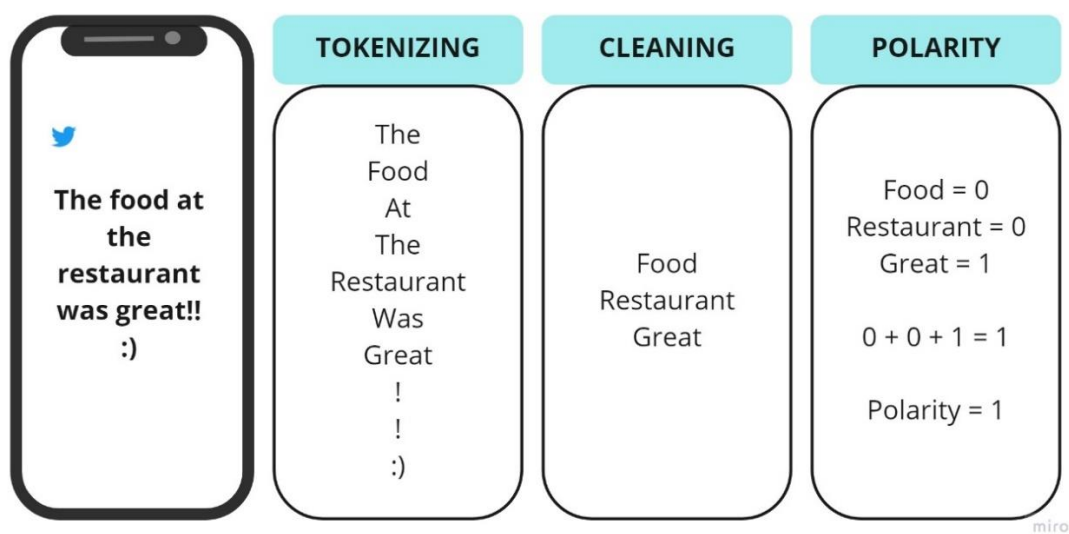 The food at
the
restaurant
was great!!
:)
TOKENIZING
The
Food
At
The
Restaurant
Was
Great
!
!
:)
CLEANING
Food
Restaurant
Great
POLARITY
Food = 0
Restaurant = 0
Great = 1
0 + 0 + 1 = 1
Polarity = 1
miro